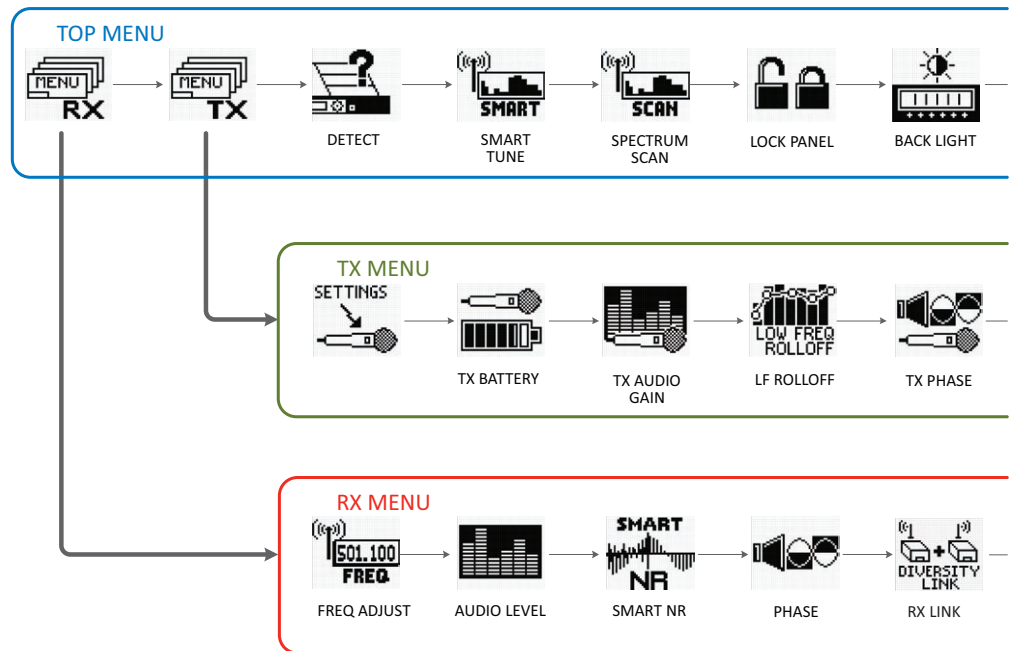 TOP MENU
MENU
RX
MENU
TX
DETECT
SMART
SMART
TUNE
SCAN
SPECTRUM
SCAN
LOCK PANEL
BACK LIGHT
TX MENU
SETTINGS
TX BATTERY
TX AUDIO
GAIN
LOW FREQ
ROLLOFF
LF ROLLOFF
TX PHASE
RX MENU
501.100
FREQ
FREQ ADJUST
AUDIO LEVEL
SMART
NR
SMART NR
PHASE
DIVERSITY
LINK
RX LINK